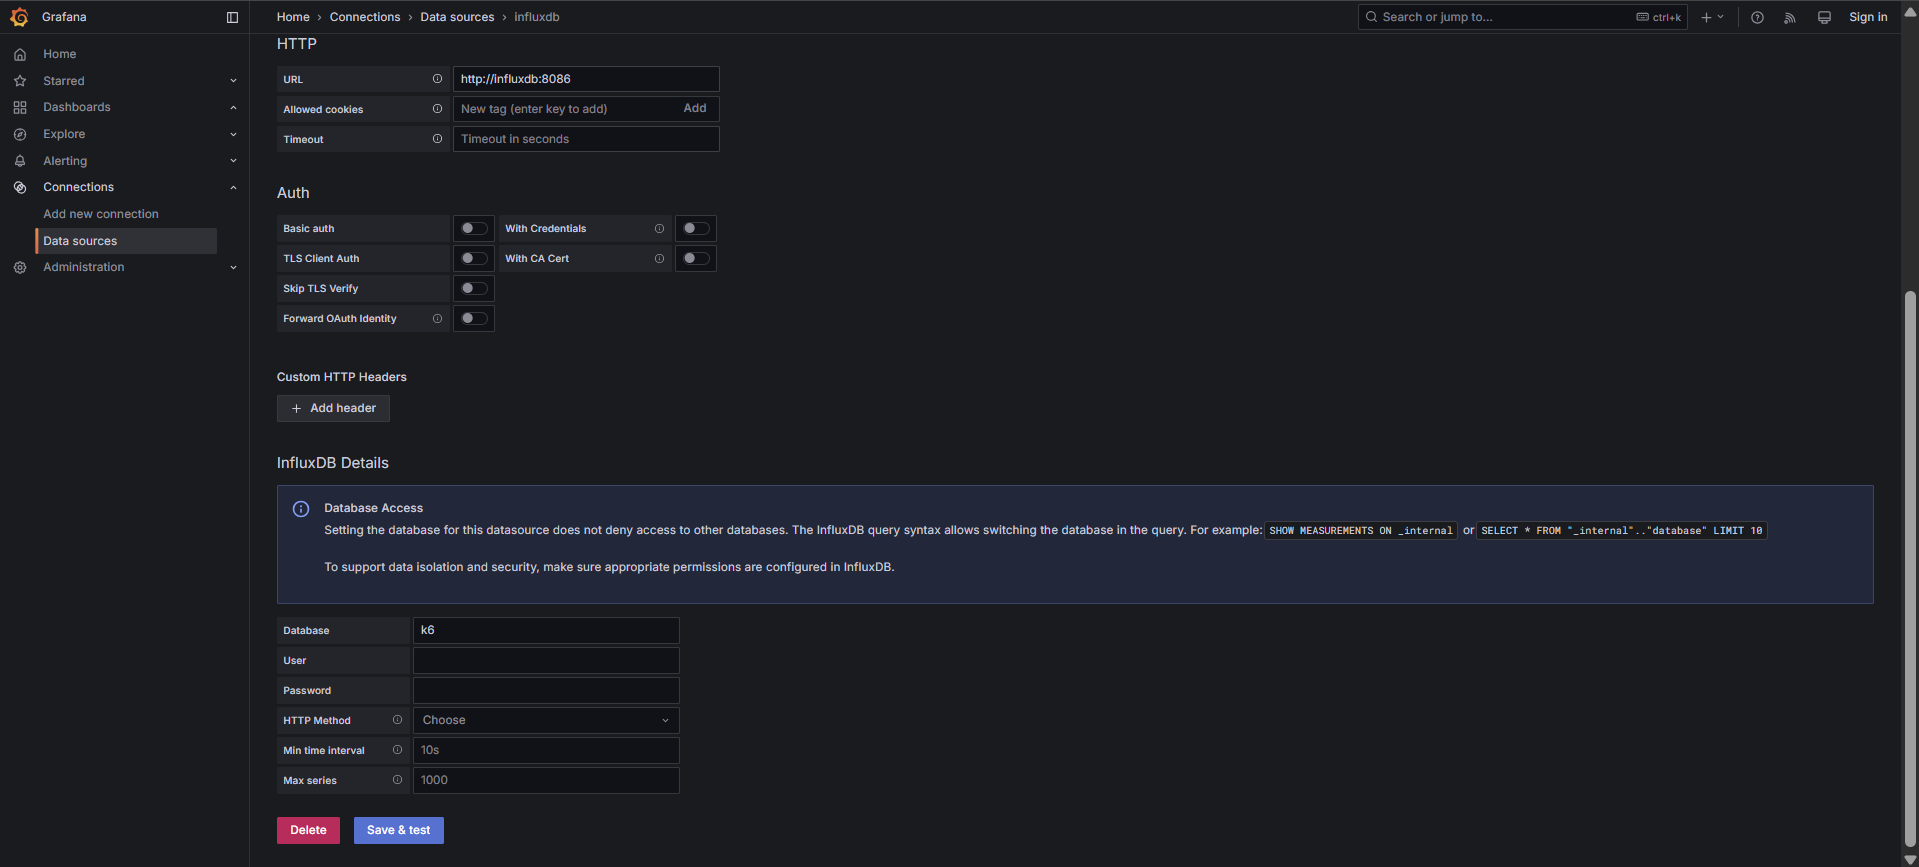 Grafana
Home › Connections › Data sources › influxdb
Search or jump to...
ctrl+k
Sign in
Home
Starred
Dashboards
Explore
Alerting
Connections
Add new connection
Data sources
Administration
HTTP
URL
http://influxdb:8086
Allowed cookies
New tag (enter key to add)
Add
Timeout
Timeout in seconds
Auth
Basic auth
With Credentials
TLS Client Auth
With CA Cert
Skip TLS Verify
Forward OAuth Identity
Custom HTTP Headers
Add header
InfluxDB Details
Database Access
Setting the database for this datasource does not deny access to other databases. The InfluxDB query syntax allows switching the database in the query. For example: SHOW MEASUREMENTS ON _internal or SELECT * FROM "_internal".."database" LIMIT 10
To support data isolation and security, make sure appropriate permissions are configured in InfluxDB.
Database
k6
User
Password
HTTP Method
Choose
Min time interval
10s
Max series
1000
Delete
Save & test